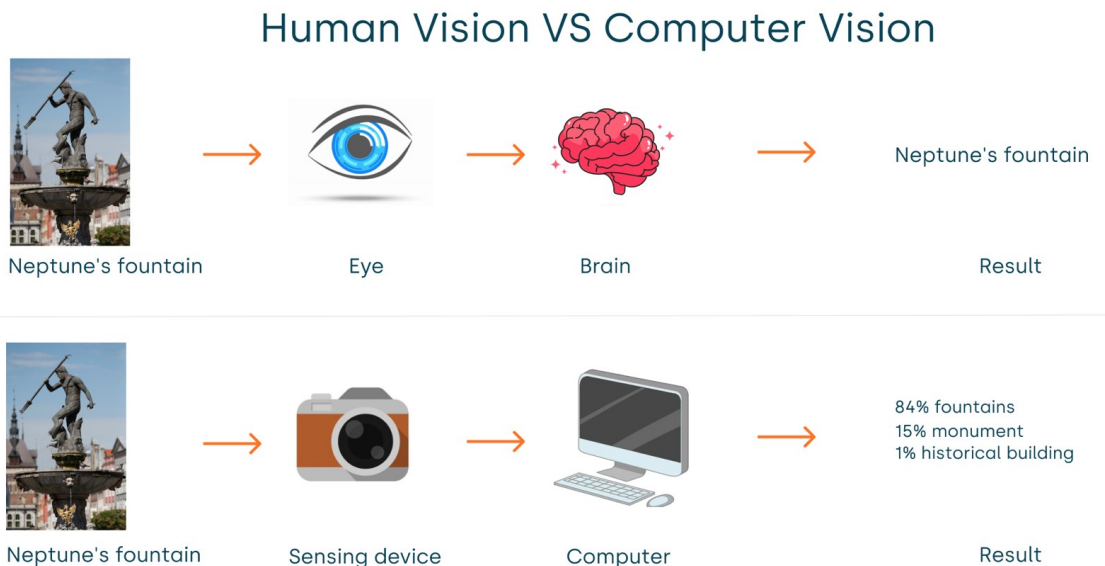 Human Vision VS Computer Vision
Neptune's fountain
Neptune's fountain
Eye
Brain
Result
84% fountains
15% monument
1% historical building
Neptune's fountain
Sensing device
Computer
Result